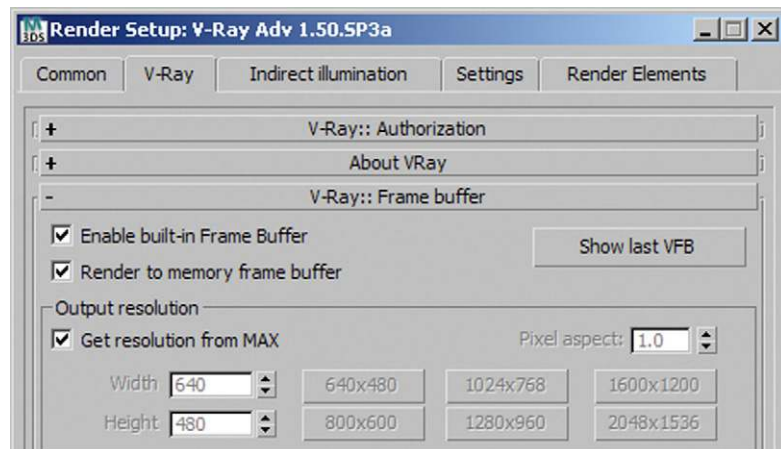 M 3DS Render Setup: V-Ray Adv 1.50.SP3a
Common V-Ray Indirect illumination Settings Render Elements
+ V-Ray:: Authorization
+ About VRay
- V-Ray:: Frame buffer
Enable built-in Frame Buffer Show last VFB
Render to memory frame buffer
Output resolution
Get resolution from MAX Pixel aspect: 1.0
Width 640 640x480 1024x768 1600x1200
Height 480 800x600 1280x960 2048x1536